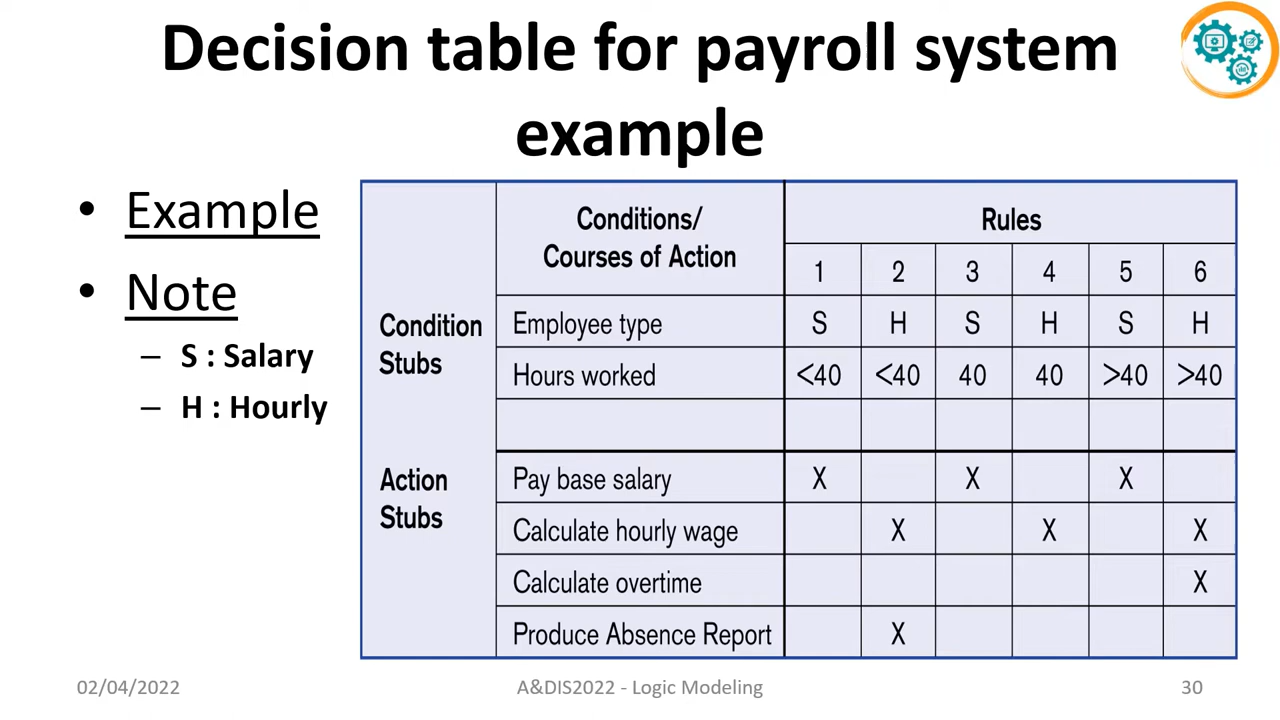 Decision table for payroll system
example
• Example
• Note
– S : Salary
– H : Hourly
Conditions/
Courses of Action
Rules
1 2 3 4 5 6
Condition
Stubs
Employee type S H S H S H
Hours worked <40 <40 40 40 >40 >40
Action
Stubs
Pay base salary X X X
Calculate hourly wage X X X
Calculate overtime X
Produce Absence Report X
02/04/2022 A&DIS2022 - Logic Modeling 30